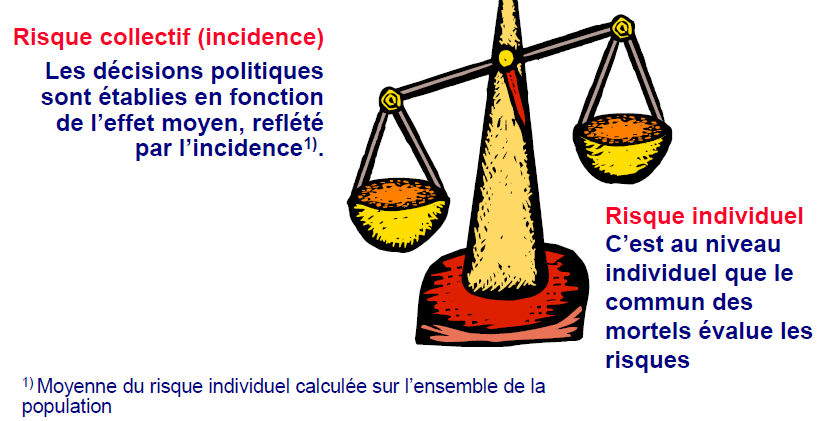 Risque collectif (incidence)
Les décisions politiques
sont établies en fonction
de l’effet moyen, reflété
par l’incidence1).
Risque individuel
C’est au niveau
individuel que le
commun des
mortels évalue les
risques
1) Moyenne du risque individuel calculée sur l’ensemble de la
population